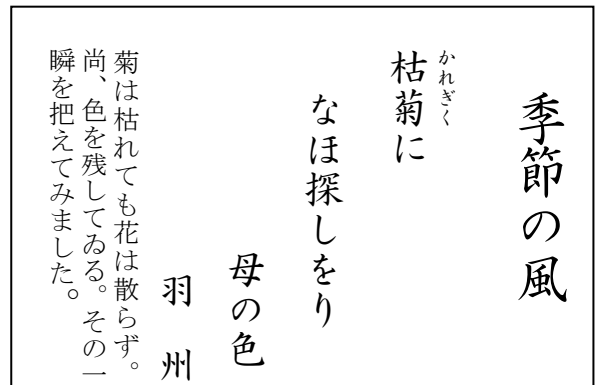 季節の風
かれぎく
枯菊に
なほ探しをり
母の色
羽 州
菊は枯れても花は散らず。
尚、色を残してゐる。その一
瞬を把えてみました。